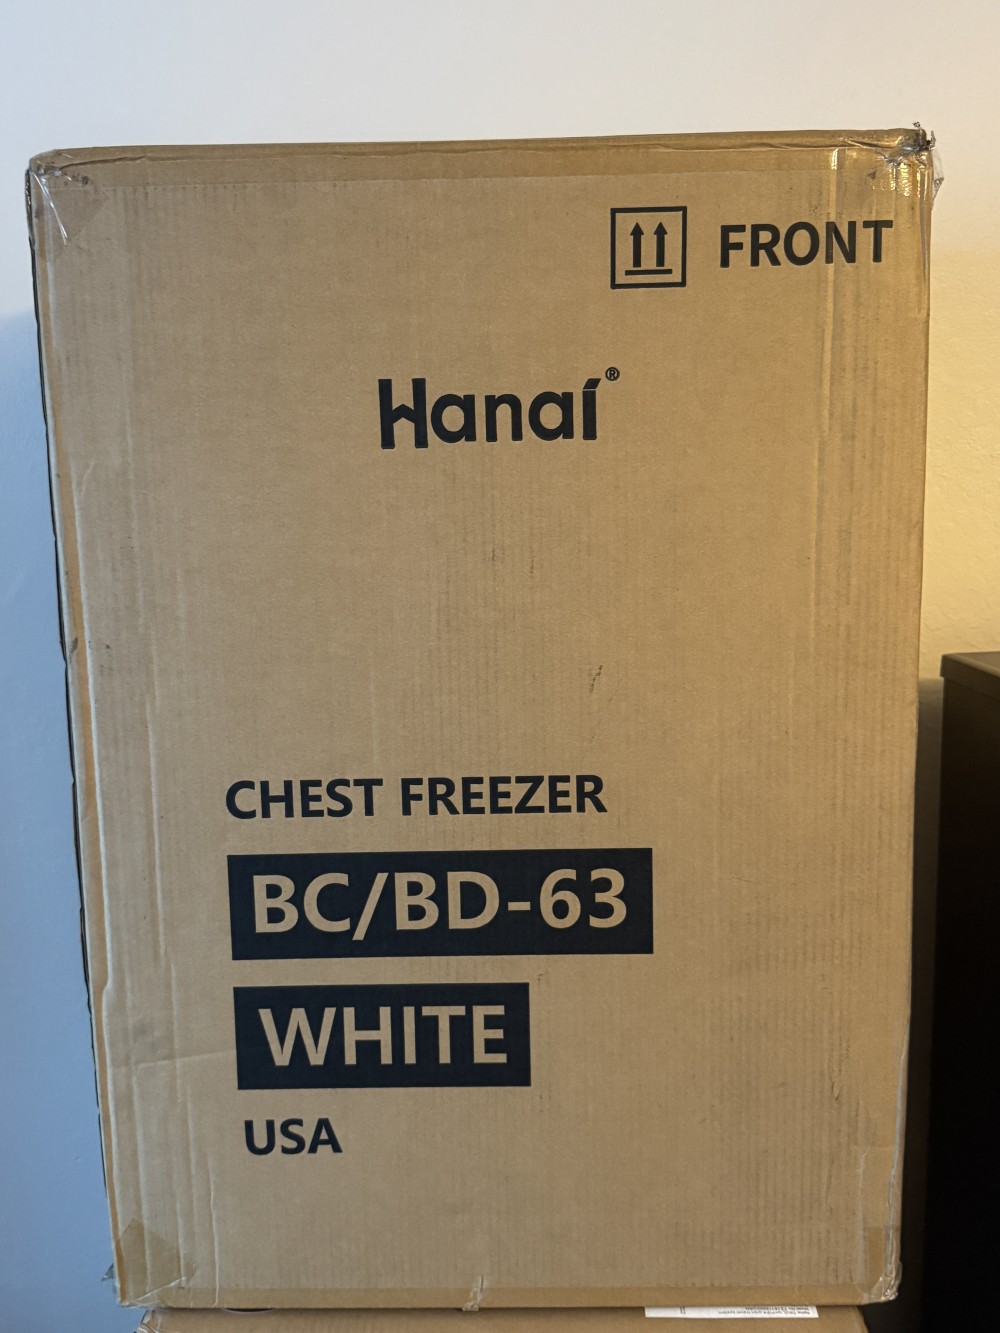 FRONT
Hanaí®
CHEST FREEZER
BC/BD-63
WHITE
USA